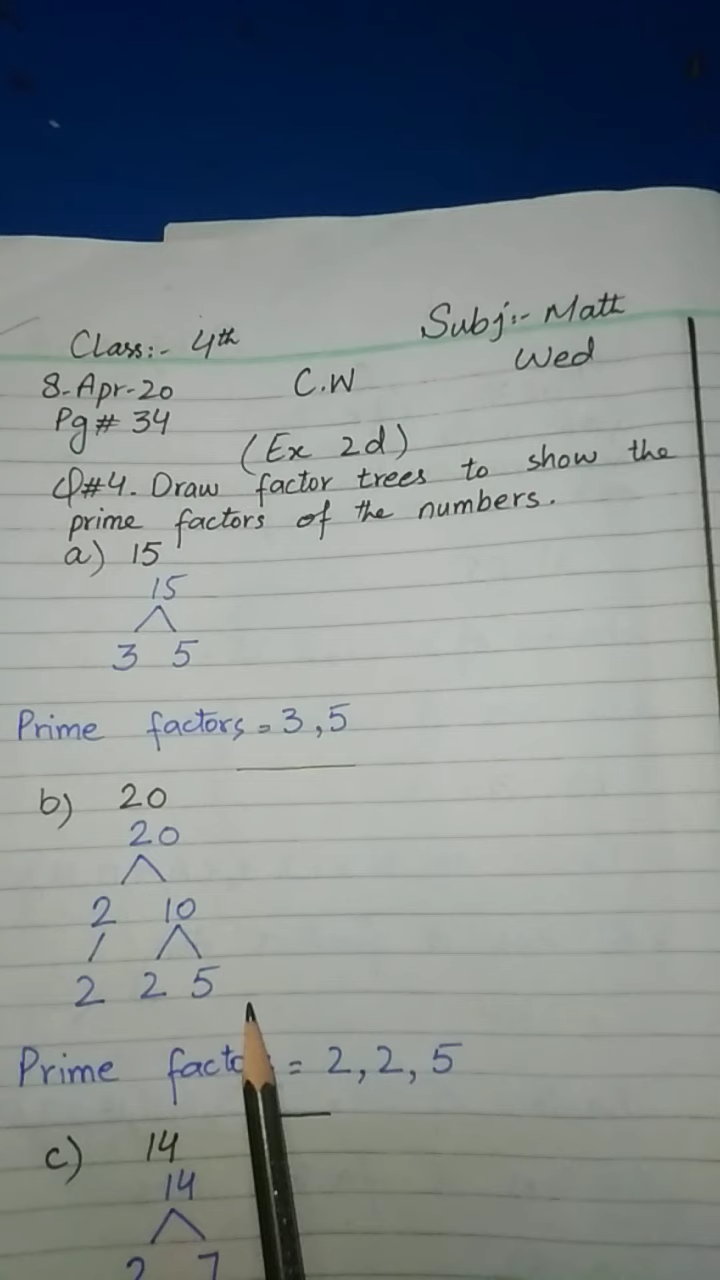 Class:- 4th Subj:- Math
8-Apr-20 C.W Wed
Pg# 34
(Ex 2d)
Q#4. Draw factor trees to show the
prime factors of the numbers.
a) 15
15
3 5
Prime factors = 3,5
b) 20
20
2 10
2 2 5
Prime = 2, 2, 5
c) 14
14
2 7